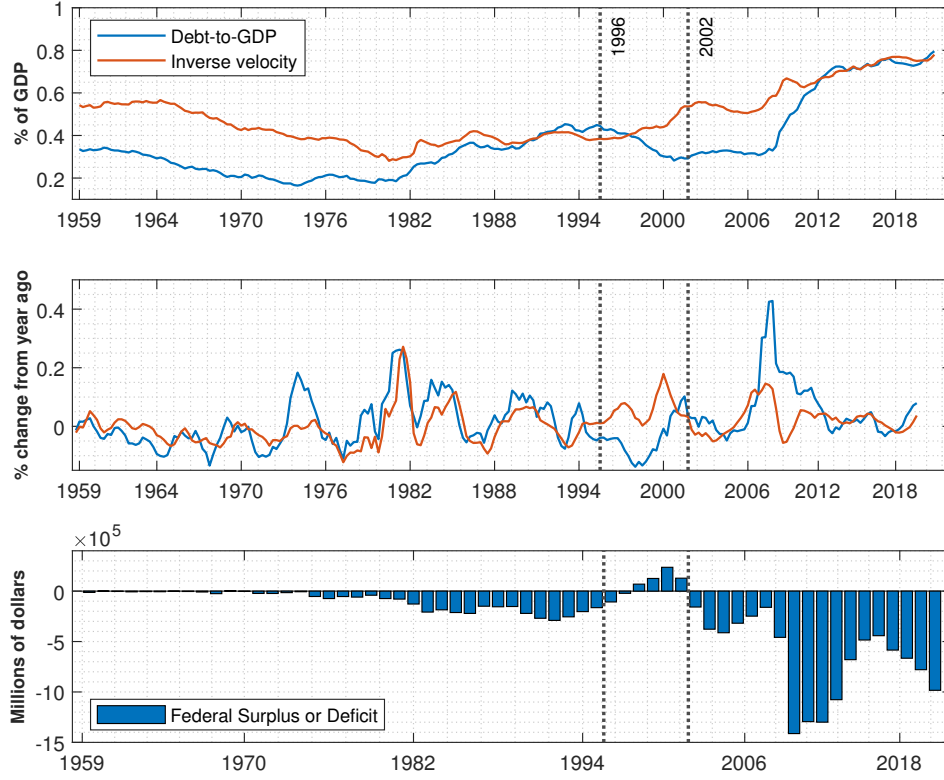 1
0.8
0.6
0.4
0.2
% of GDP
Debt-to-GDP
Inverse velocity
1996
2002
1959 1964 1970 1976 1982 1988 1994 2000 2006 2012 2018
0.4
0.2
0
% change from year ago
1959 1964 1970 1976 1982 1988 1994 2000 2006 2012 2018
×10^5
0
-5
-10
-15
Millions of dollars
Federal Surplus or Deficit
1959 1970 1982 1994 2006 2018